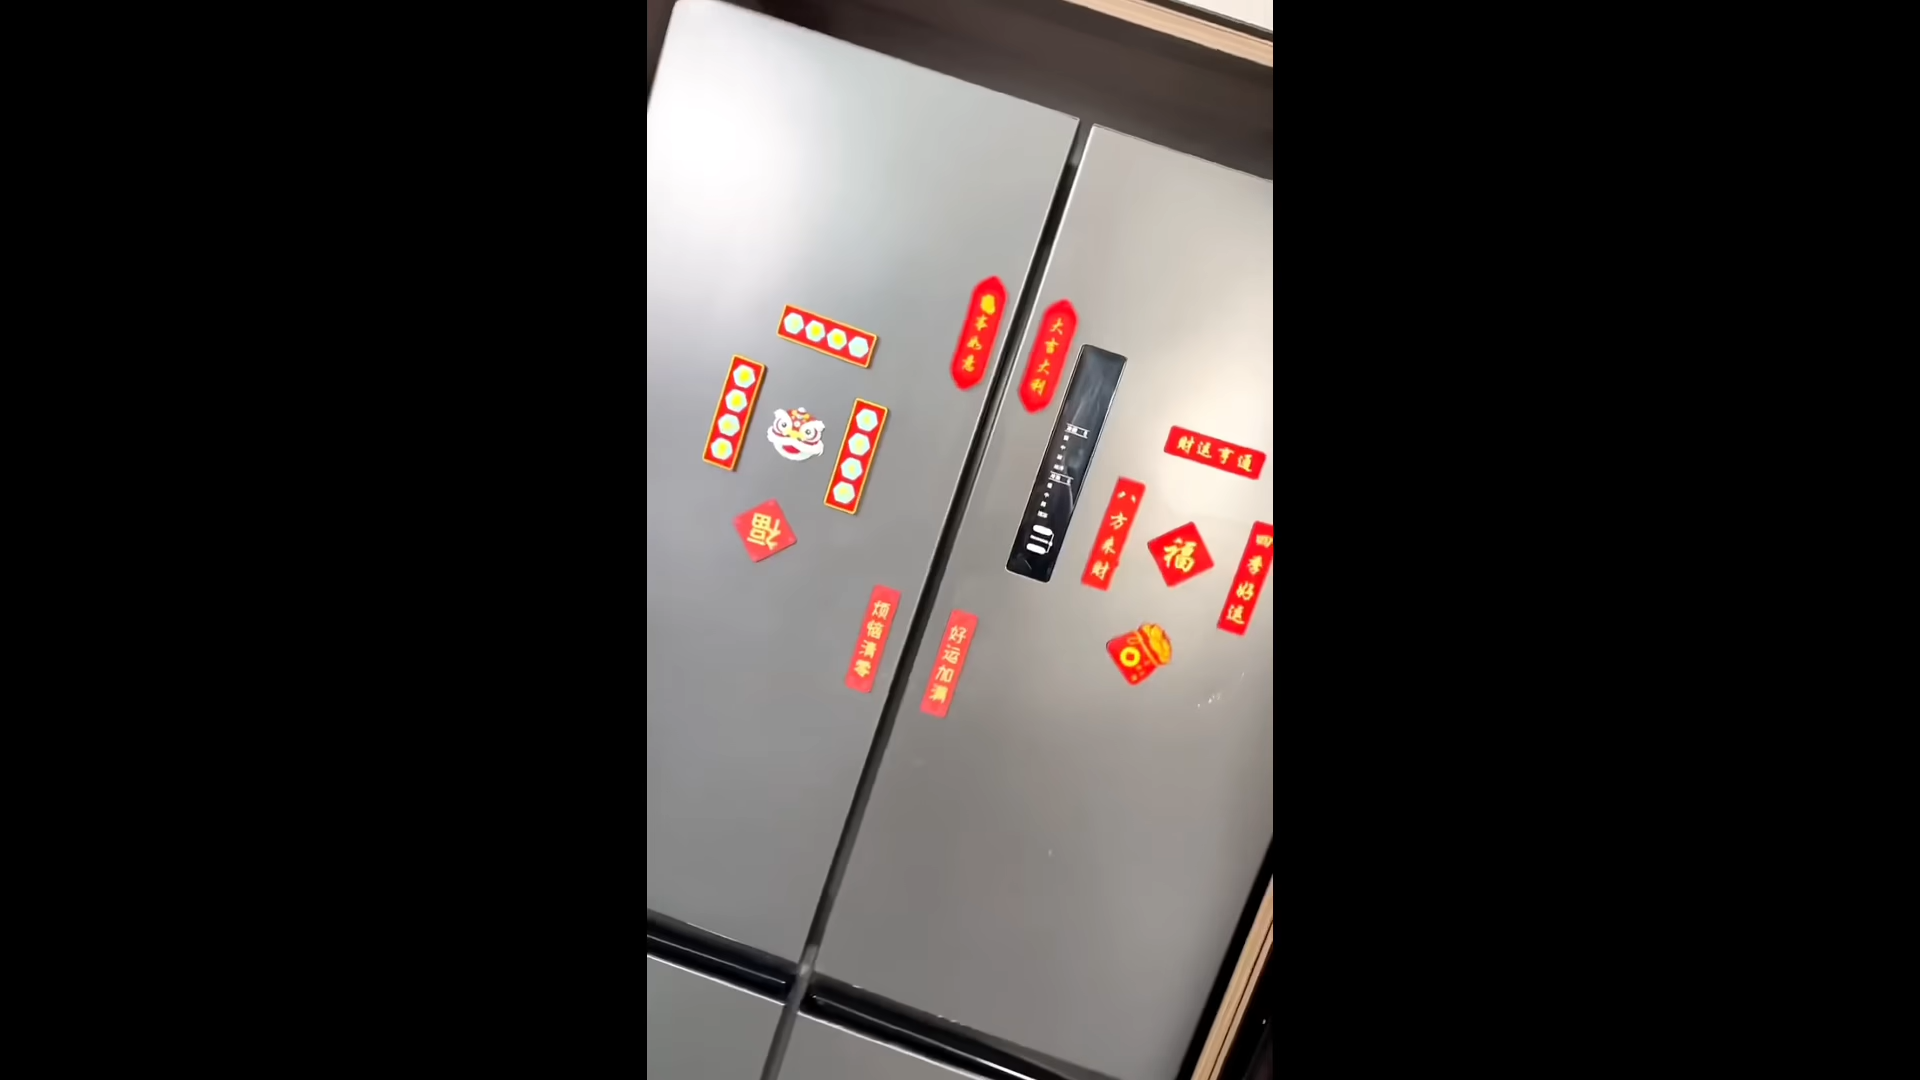 事如意
大吉大利
财运亨通
八方来财
福
四季好运
福
烦恼清零
好运加满